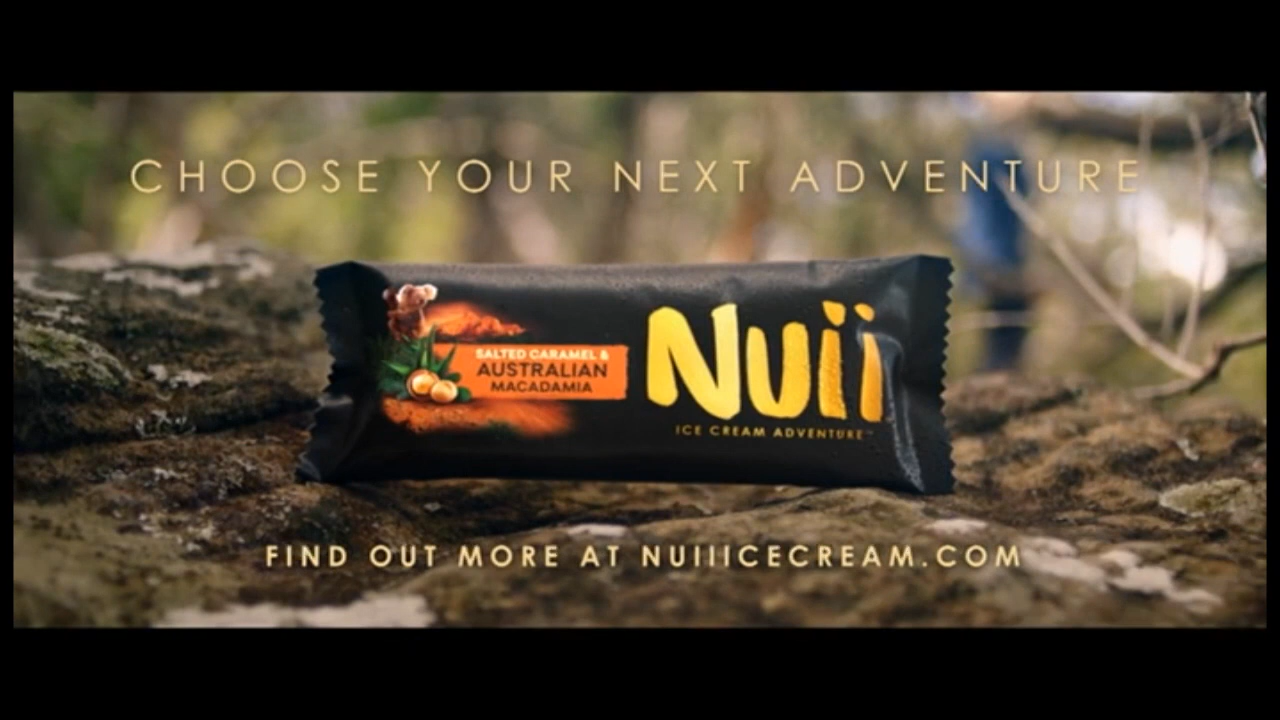 CHOOSE YOUR NEXT ADVENTURE
SALTED CARAMEL &
AUSTRALIAN
MACADAMIA
Nuii
ICE CREAM ADVENTURE™
FIND OUT MORE AT NUIIICECREAM.COM